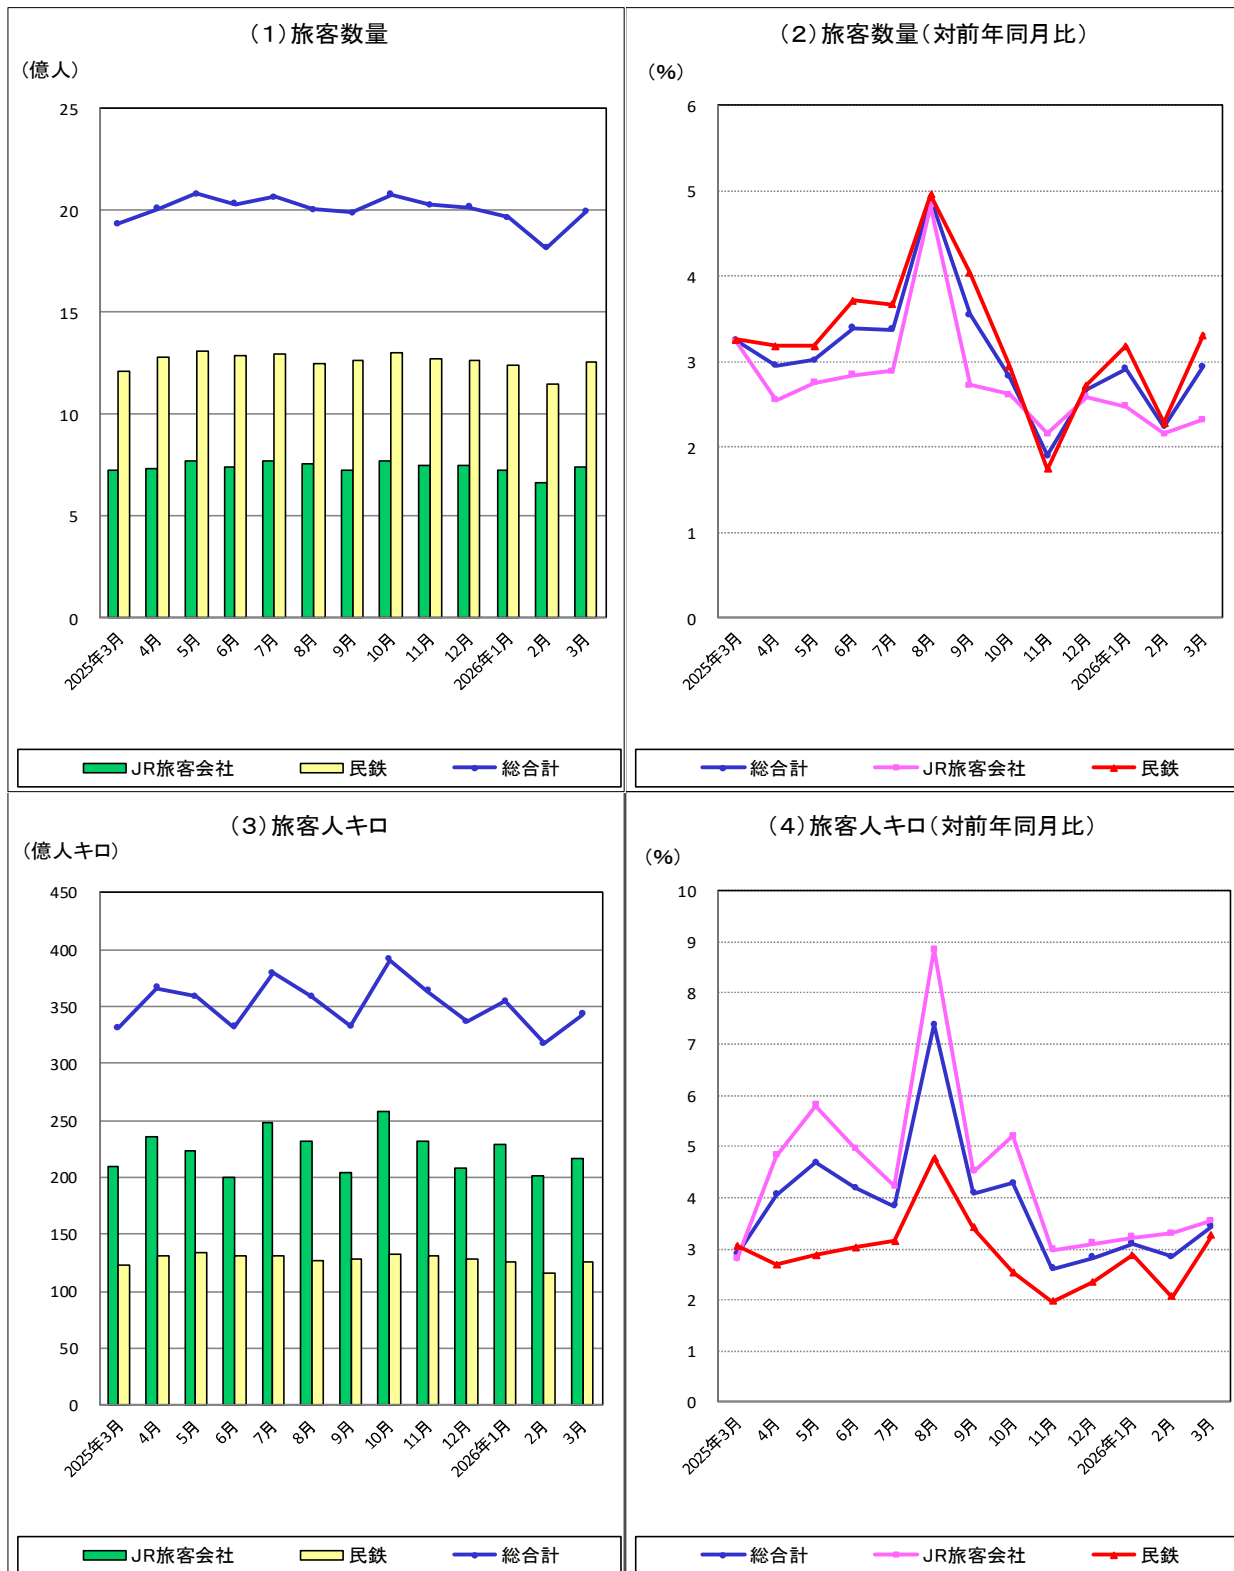 （1）旅客数量
（億人）
25
20
15
10
5
0
2025年3月 4月 5月 6月 7月 8月 9月 10月 11月 12月 2026年1月 2月 3月
JR旅客会社 民鉄 総合計
（2）旅客数量（対前年同月比）
（％）
6
5
4
3
2
1
0
2025年3月 4月 5月 6月 7月 8月 9月 10月 11月 12月 2026年1月 2月 3月
総合計 JR旅客会社 民鉄
（3）旅客人キロ
（億人キロ）
450
400
350
300
250
200
150
100
50
0
2025年3月 4月 5月 6月 7月 8月 9月 10月 11月 12月 2026年1月 2月 3月
JR旅客会社 民鉄 総合計
（4）旅客人キロ（対前年同月比）
（％）
10
9
8
7
6
5
4
3
2
1
0
2025年3月 4月 5月 6月 7月 8月 9月 10月 11月 12月 2026年1月 2月 3月
総合計 JR旅客会社 民鉄